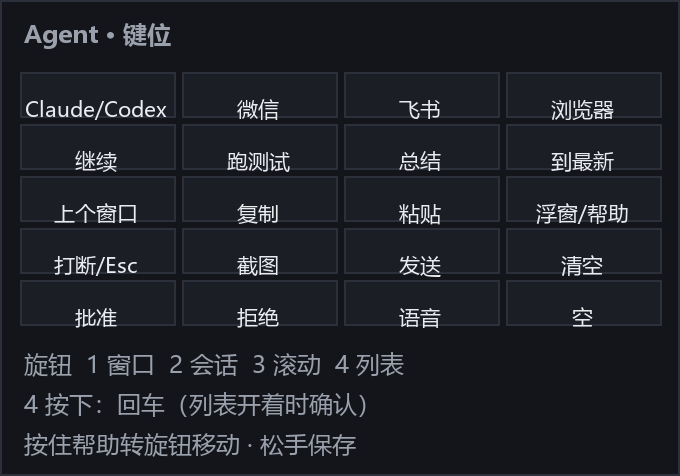 Agent • 键位
Claude/Codex 微信 飞书 浏览器
继续 跑测试 总结 到最新
上个窗口 复制 粘贴 浮窗/帮助
打断/Esc 截图 发送 清空
批准 拒绝 语音 空
旋钮 1 窗口 2 会话 3 滚动 4 列表
4 按下：回车（列表开着时确认）
按住帮助转旋钮移动 · 松手保存